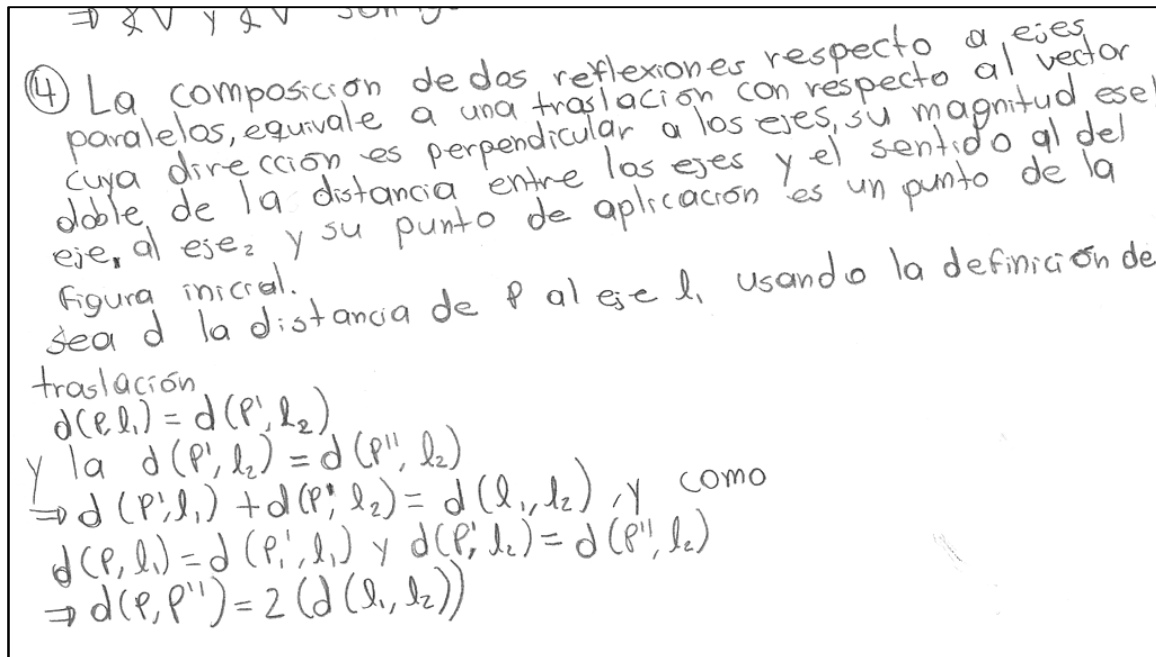 ⇒ ∢V y ∢V son
④ La composición de dos reflexiones respecto a ejes
paralelos, equivale a una traslación con respecto al vector
cuya dirección es perpendicular a los ejes, su magnitud es el
doble de la distancia entre los ejes y el sentido al del
eje₁ al eje₂ y su punto de aplicación es un punto de la
figura inicial.
sea d la distancia de P al eje l₁ usando la definición de
traslación
d(P,l₁) = d(P',l₂)
y la d(P',l₂) = d(P'',l₂)
⇒ d(P',l₁) + d(P',l₂) = d(l₁,l₂), y como
d(P,l₁) = d(P',l₁) y d(P',l₂) = d(P'',l₂)
⇒ d(P,P'') = 2(d(l₁,l₂))